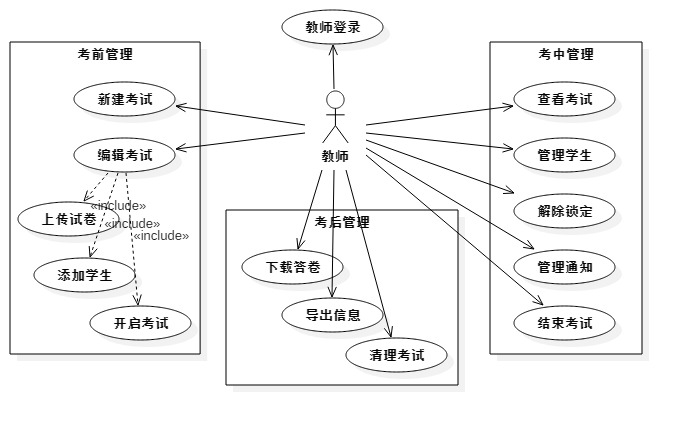 教师登录
考前管理
新建考试
编辑考试
«include»
上传试卷
«include»
«include»
添加学生
开启考试
教师
考后管理
下载答卷
导出信息
清理考试
考中管理
查看考试
管理学生
解除锁定
管理通知
结束考试